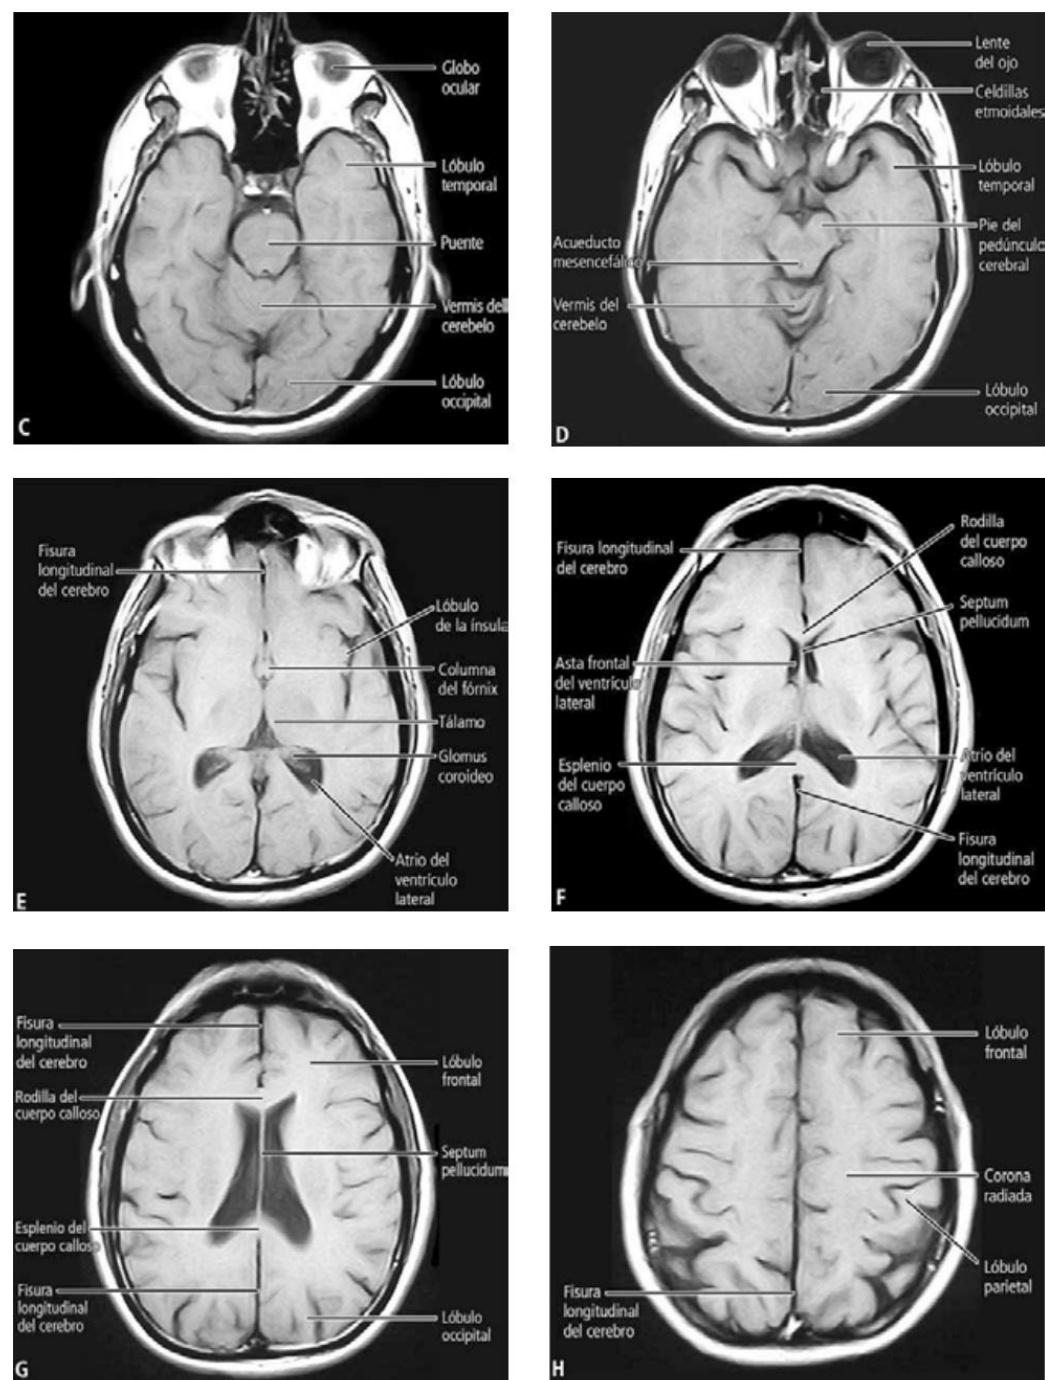 Globo
ocular
Lóbulo
temporal
Puente
Vermis del
cerebelo
Lóbulo
occipital
C
Lente
del ojo
Celdillas
etmoidales
Lóbulo
temporal
Pie del
pedúnculo
cerebral
Acueducto
mesencefálico
Vermis del
cerebelo
Lóbulo
occipital
D
Fisura
longitudinal
del cerebro
Lóbulo
de la ínsula
Columna
del fórnix
Tálamo
Glomus
coroideo
Atrio del
ventrículo
lateral
E
Fisura longitudinal
del cerebro
Rodilla
del cuerpo
calloso
Septum
pellucidum
Asta frontal
del ventrículo
lateral
Esplenio
del cuerpo
calloso
Atrio del
ventrículo
lateral
Fisura
longitudinal
del cerebro
F
Fisura
longitudinal
del cerebro
Lóbulo
frontal
Rodilla del
cuerpo calloso
Septum
pellucidum
Esplenio del
cuerpo calloso
Fisura
longitudinal
del cerebro
Lóbulo
occipital
G
Lóbulo
frontal
Corona
radiada
Lóbulo
parietal
Fisura
longitudinal
del cerebro
H